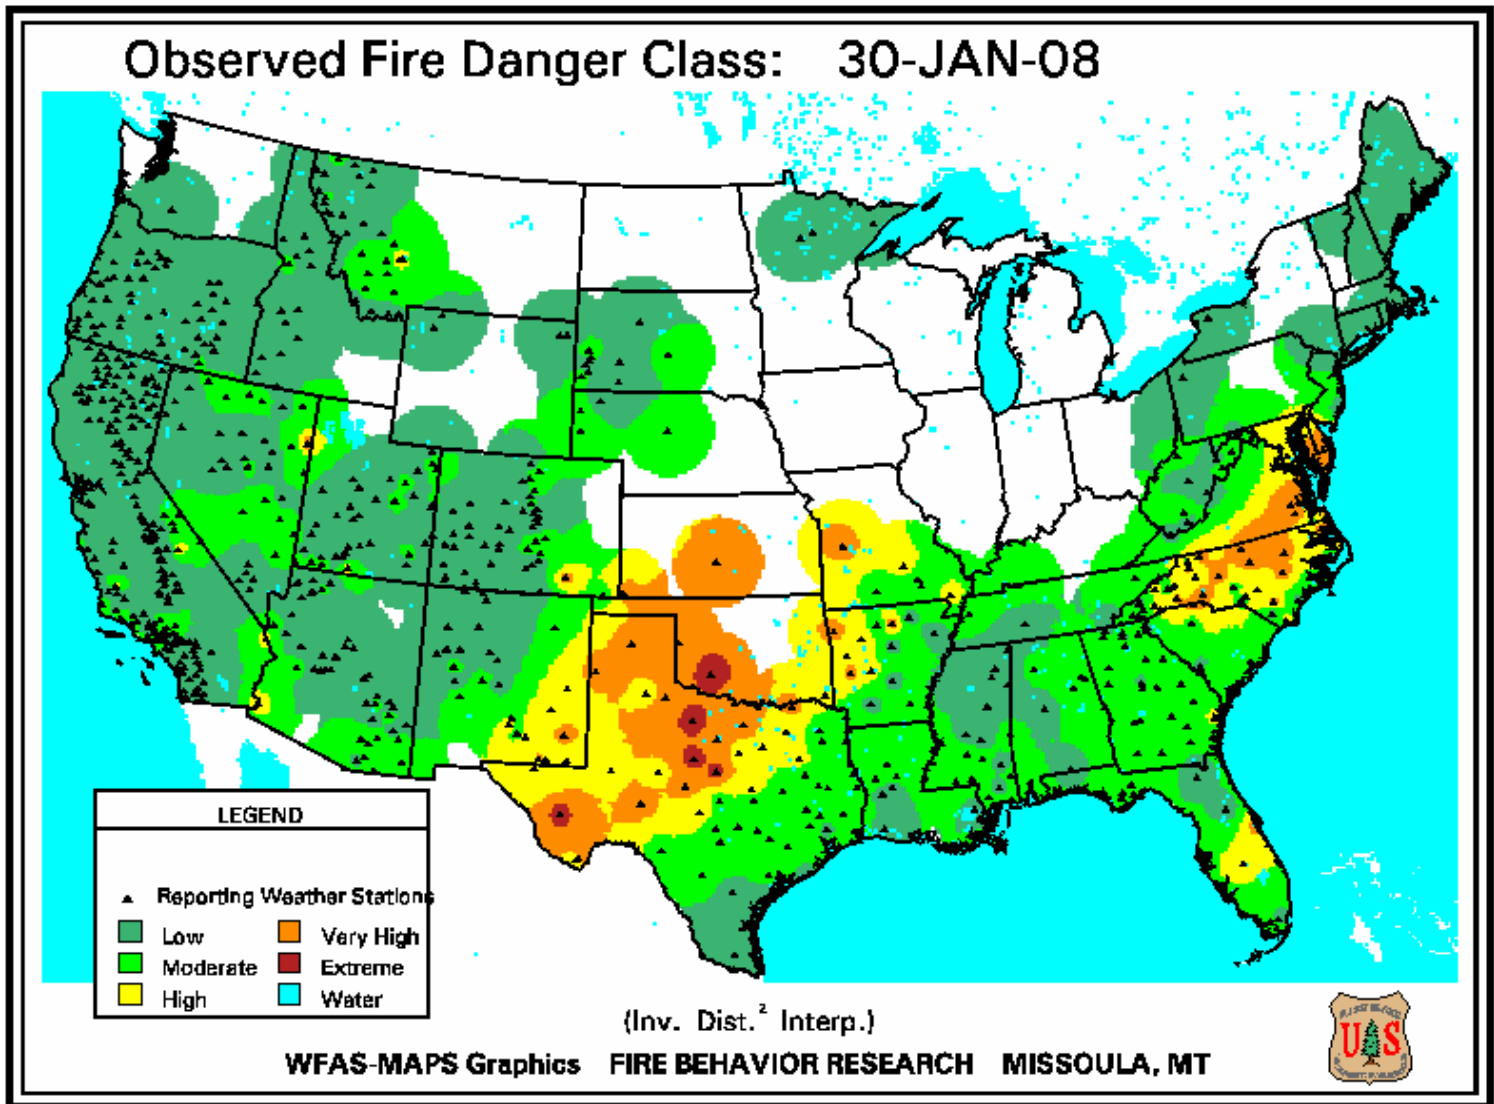 Observed Fire Danger Class: 30-JAN-08
LEGEND
Reporting Weather Stations
Low
Very High
Moderate
Extreme
High
Water
(Inv. Dist.² Interp.)
WFAS-MAPS Graphics FIRE BEHAVIOR RESEARCH MISSOULA, MT
U S